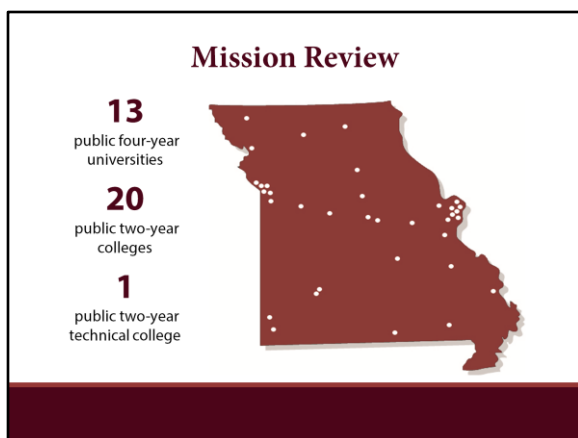 Mission Review
13
public four-year
universities
20
public two-year
colleges
1
public two-year
technical college